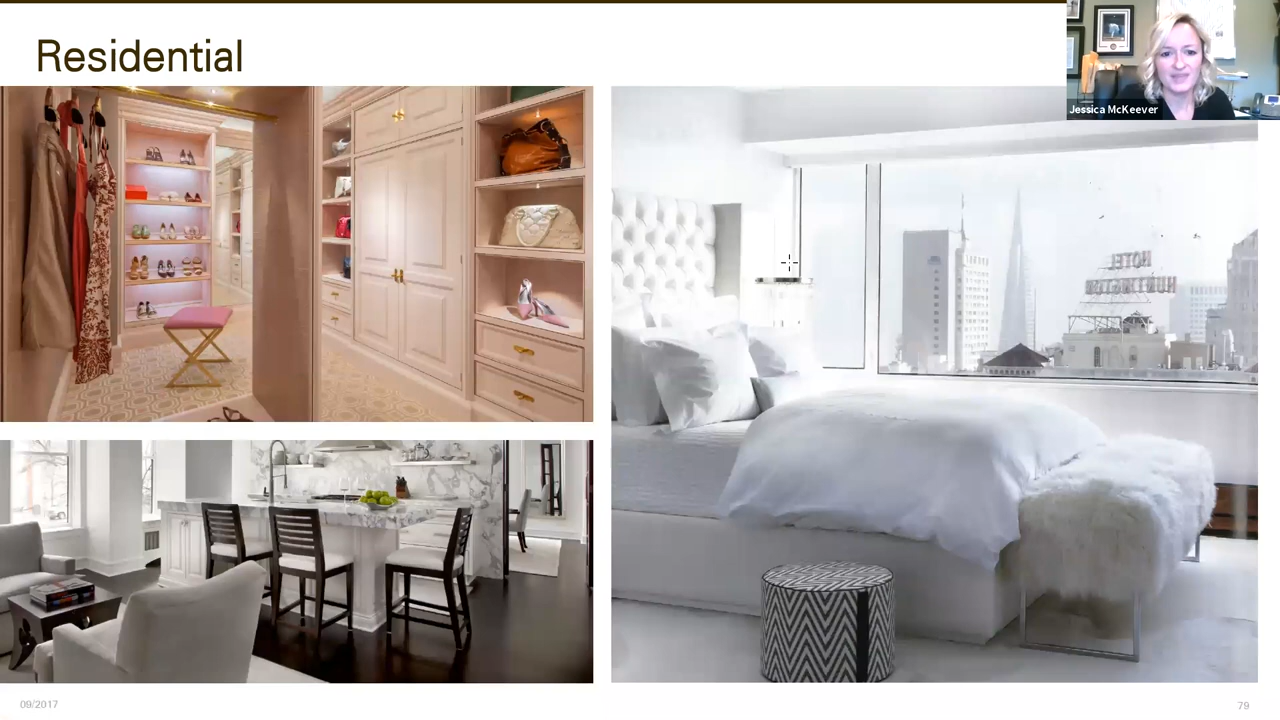 Residential
Jessica McKeever
HOTEL
HUNTINGTON
09/2017
79